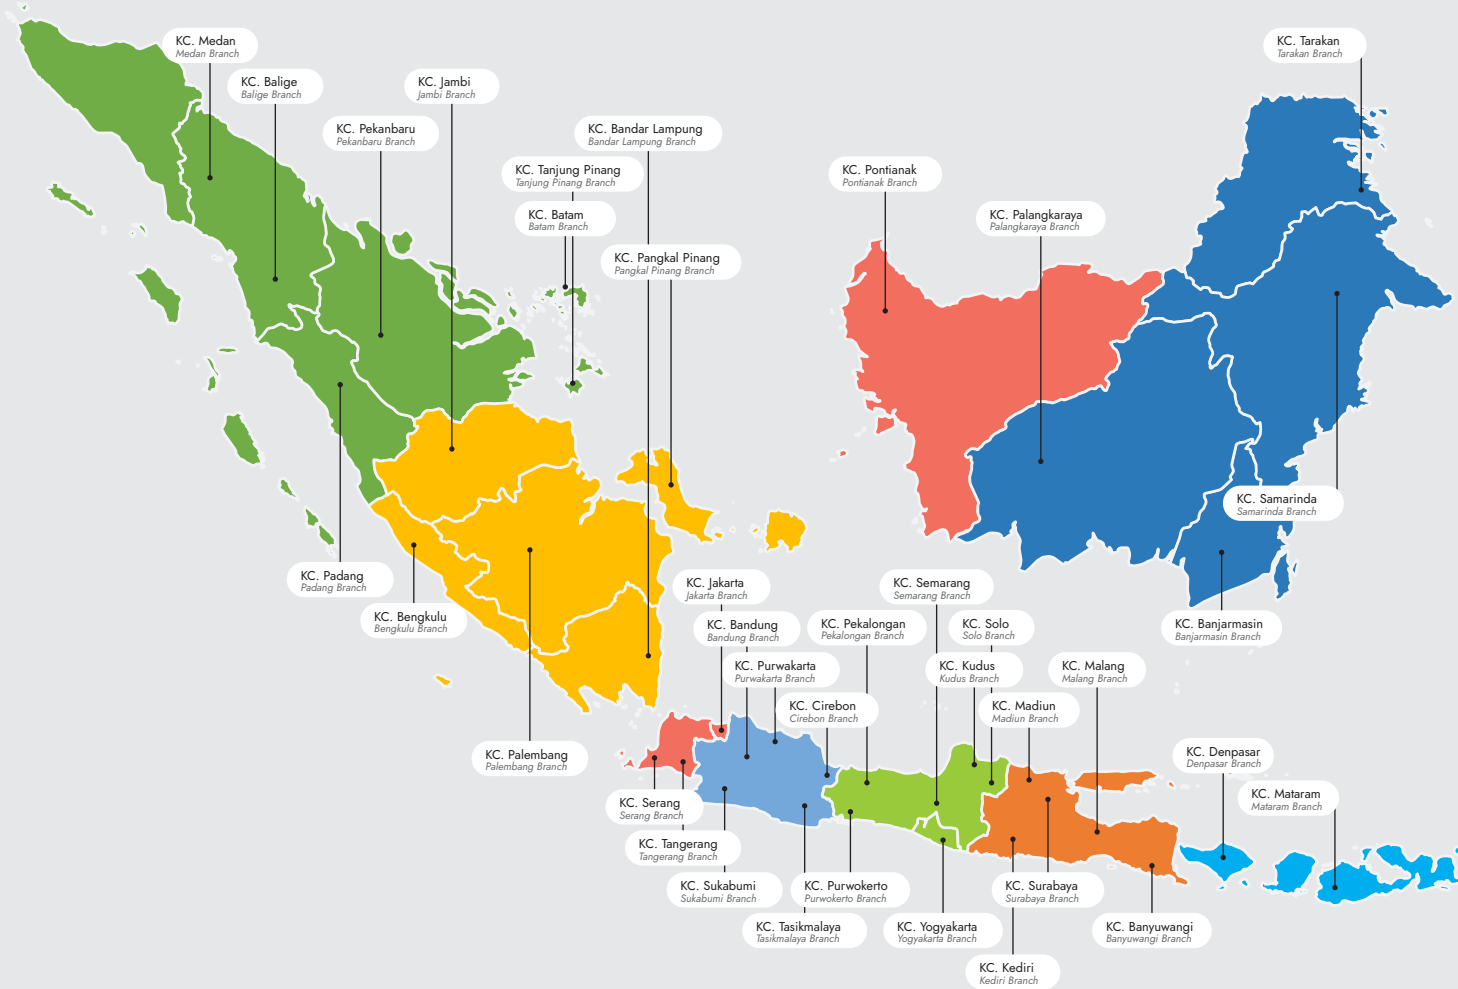 KC. Medan
Medan Branch
KC. Balige
Balige Branch
KC. Jambi
Jambi Branch
KC. Pekanbaru
Pekanbaru Branch
KC. Bandar Lampung
Bandar Lampung Branch
KC. Tanjung Pinang
Tanjung Pinang Branch
KC. Batam
Batam Branch
KC. Pangkal Pinang
Pangkal Pinang Branch
KC. Pontianak
Pontianak Branch
KC. Palangkaraya
Palangkaraya Branch
KC. Tarakan
Tarakan Branch
KC. Samarinda
Samarinda Branch
KC. Padang
Padang Branch
KC. Bengkulu
Bengkulu Branch
KC. Palembang
Palembang Branch
KC. Jakarta
Jakarta Branch
KC. Bandung
Bandung Branch
KC. Purwakarta
Purwakarta Branch
KC. Cirebon
Cirebon Branch
KC. Pekalongan
Pekalongan Branch
KC. Semarang
Semarang Branch
KC. Solo
Solo Branch
KC. Kudus
Kudus Branch
KC. Madiun
Madiun Branch
KC. Malang
Malang Branch
KC. Banjarmasin
Banjarmasin Branch
KC. Denpasar
Denpasar Branch
KC. Mataram
Mataram Branch
KC. Serang
Serang Branch
KC. Tangerang
Tangerang Branch
KC. Sukabumi
Sukabumi Branch
KC. Tasikmalaya
Tasikmalaya Branch
KC. Purwokerto
Purwokerto Branch
KC. Yogyakarta
Yogyakarta Branch
KC. Surabaya
Surabaya Branch
KC. Kediri
Kediri Branch
KC. Banyuwangi
Banyuwangi Branch